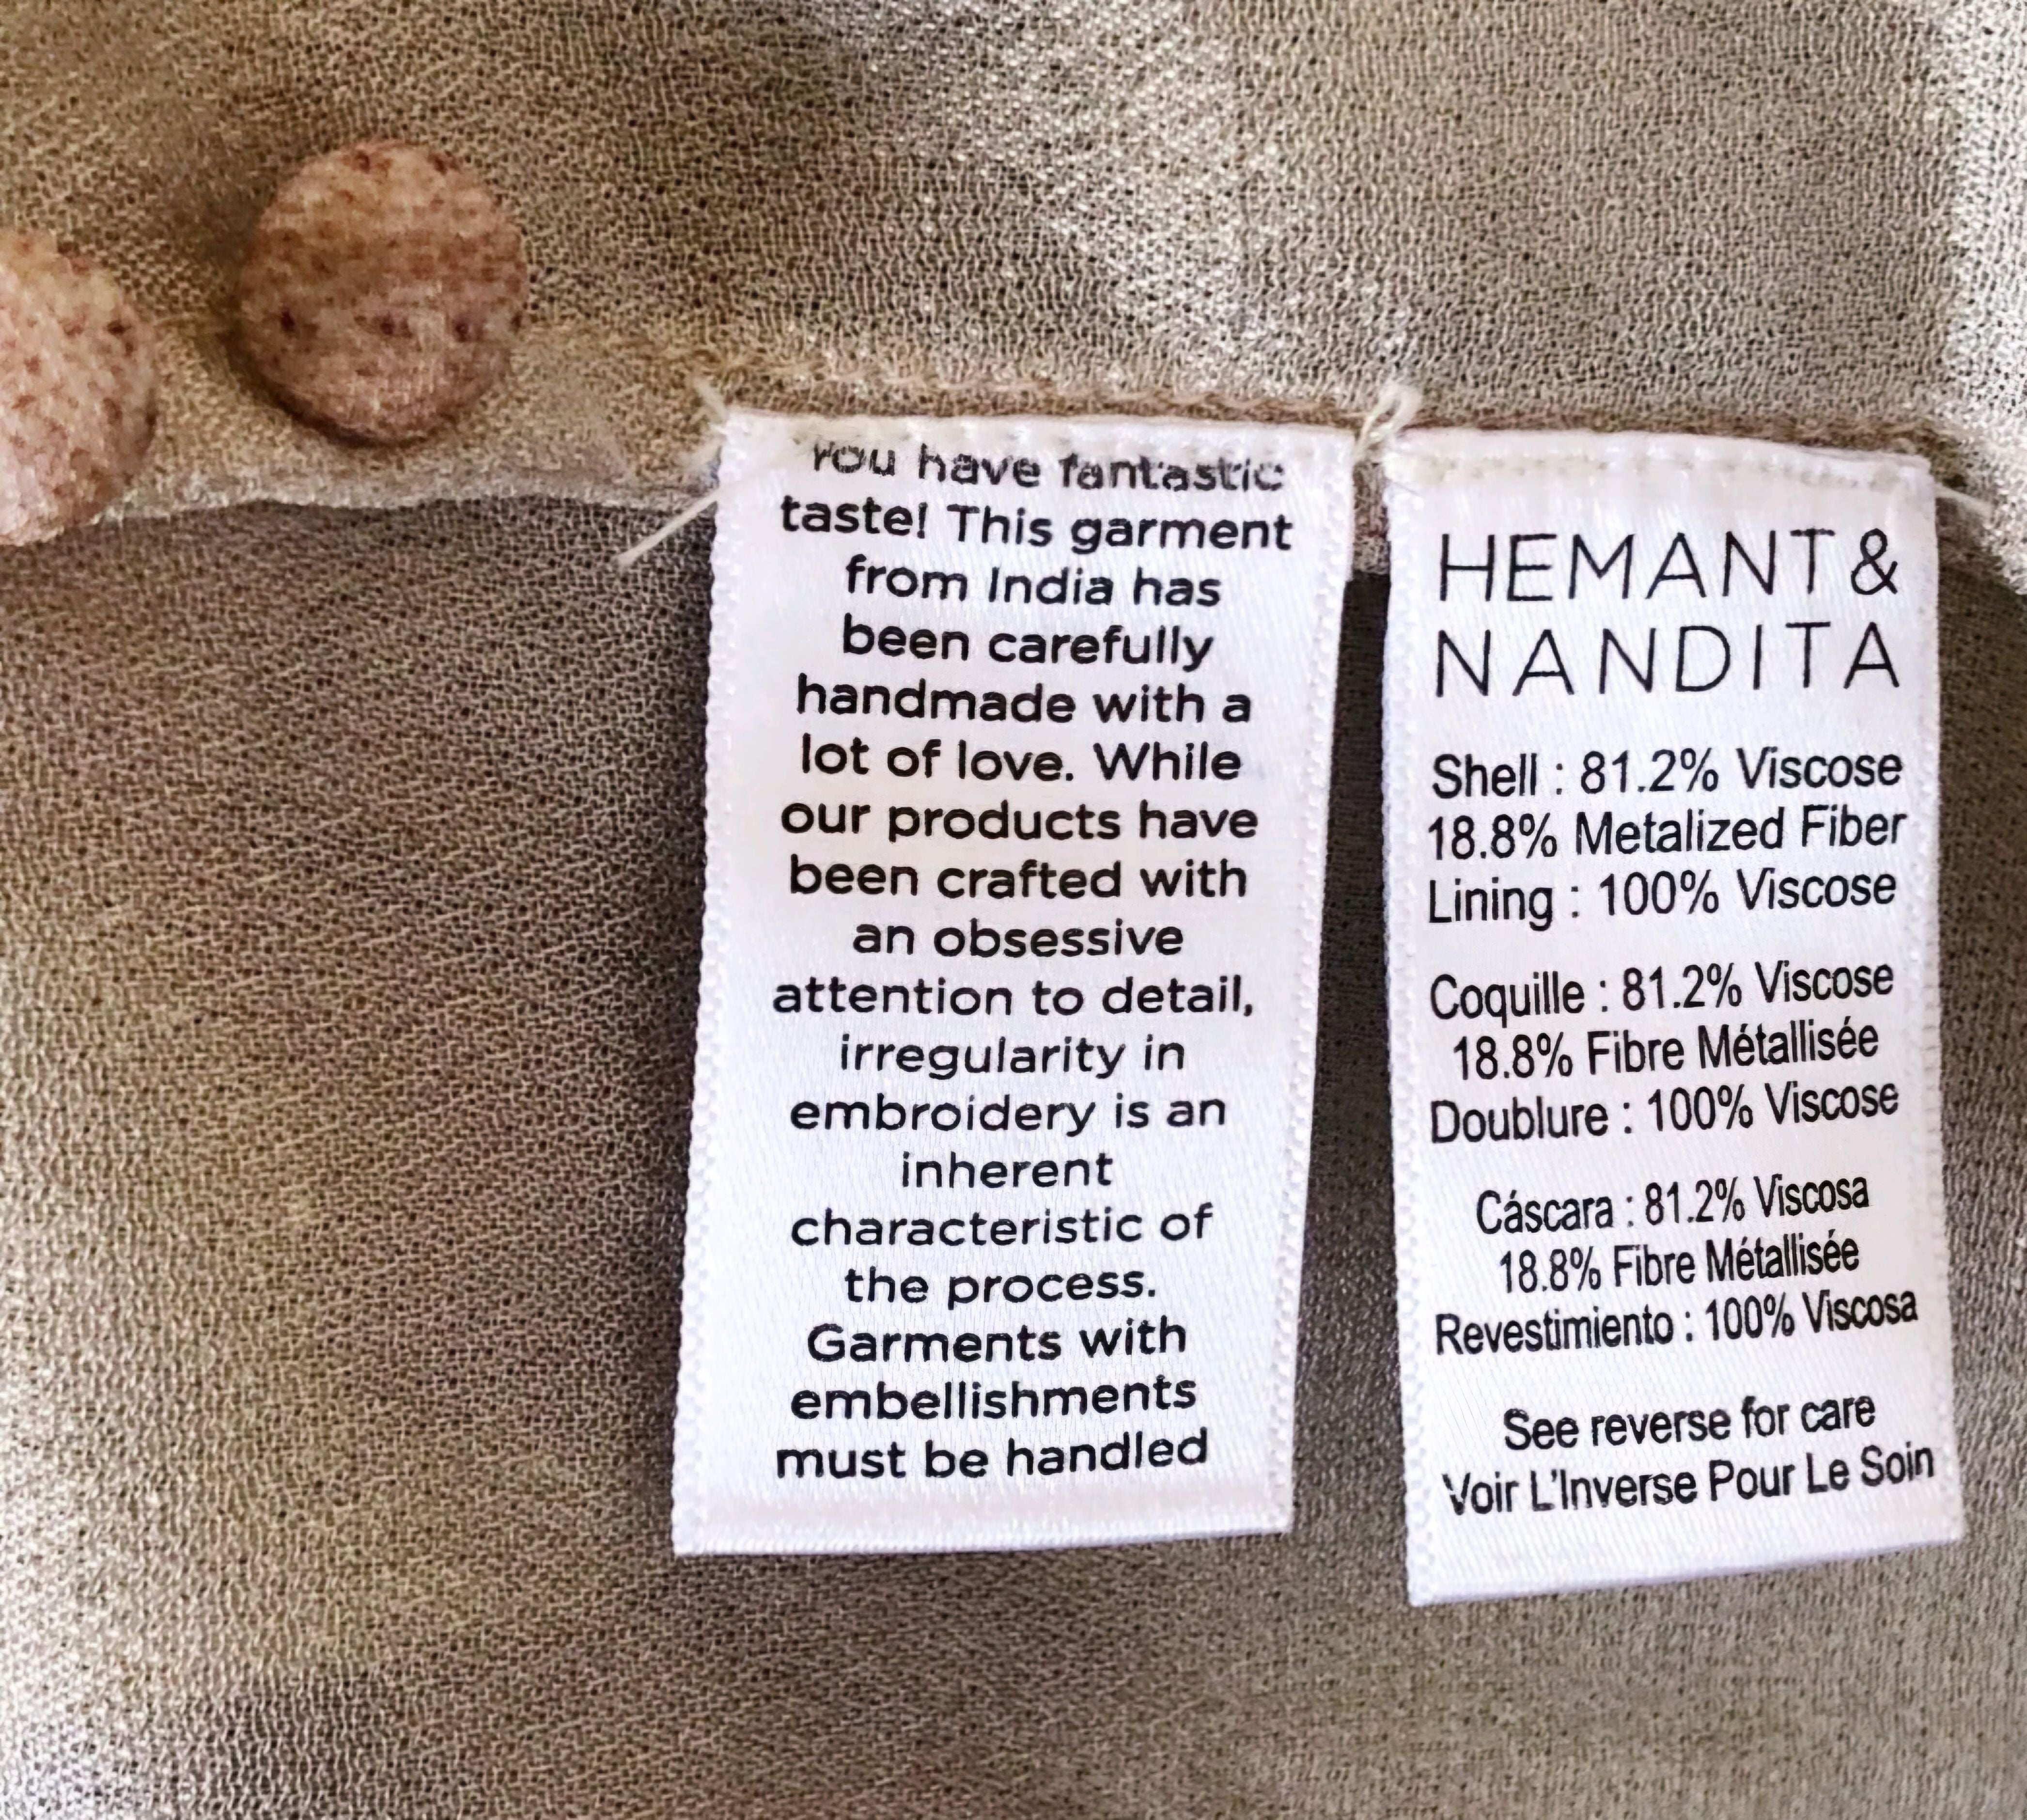 You have fantastic
taste! This garment
from India has
been carefully
handmade with a
lot of love. While
our products have
been crafted with
an obsessive
attention to detail,
irregularity in
embroidery is an
inherent
characteristic of
the process.
Garments with
embellishments
must be handled
HEMANT &
NANDITA
Shell : 81.2% Viscose
18.8% Metalized Fiber
Lining : 100% Viscose
Coquille : 81.2% Viscose
18.8% Fibre Métallisée
Doublure : 100% Viscose
Cáscara : 81.2% Viscosa
18.8% Fibre Métallisée
Revestimiento : 100% Viscosa
See reverse for care
Voir L'Inverse Pour Le Soin